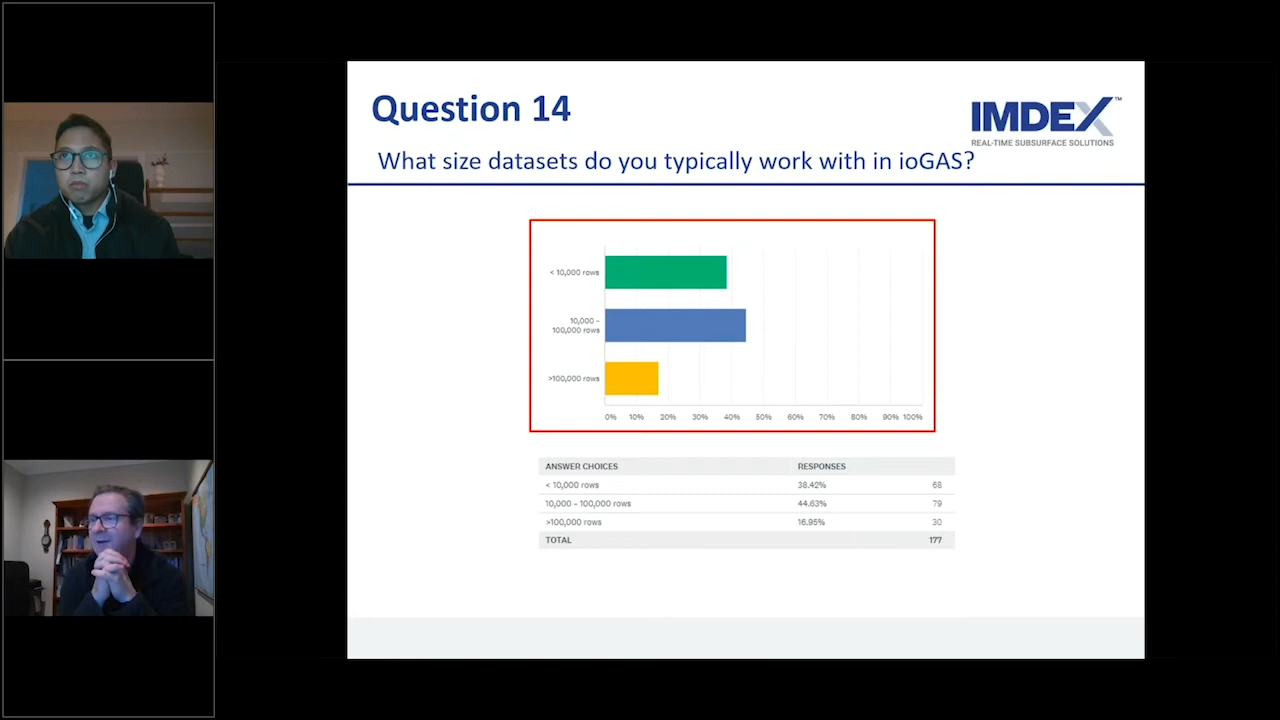 Question 14
IMDEX™
REAL-TIME SUBSURFACE SOLUTIONS
What size datasets do you typically work with in ioGAS?
< 10,000 rows
10,000 –
100,000 rows
>100,000 rows
0% 10% 20% 30% 40% 50% 60% 70% 80% 90% 100%
ANSWER CHOICES RESPONSES
< 10,000 rows 38.42% 68
10,000 – 100,000 rows 44.63% 79
>100,000 rows 16.95% 30
TOTAL 177